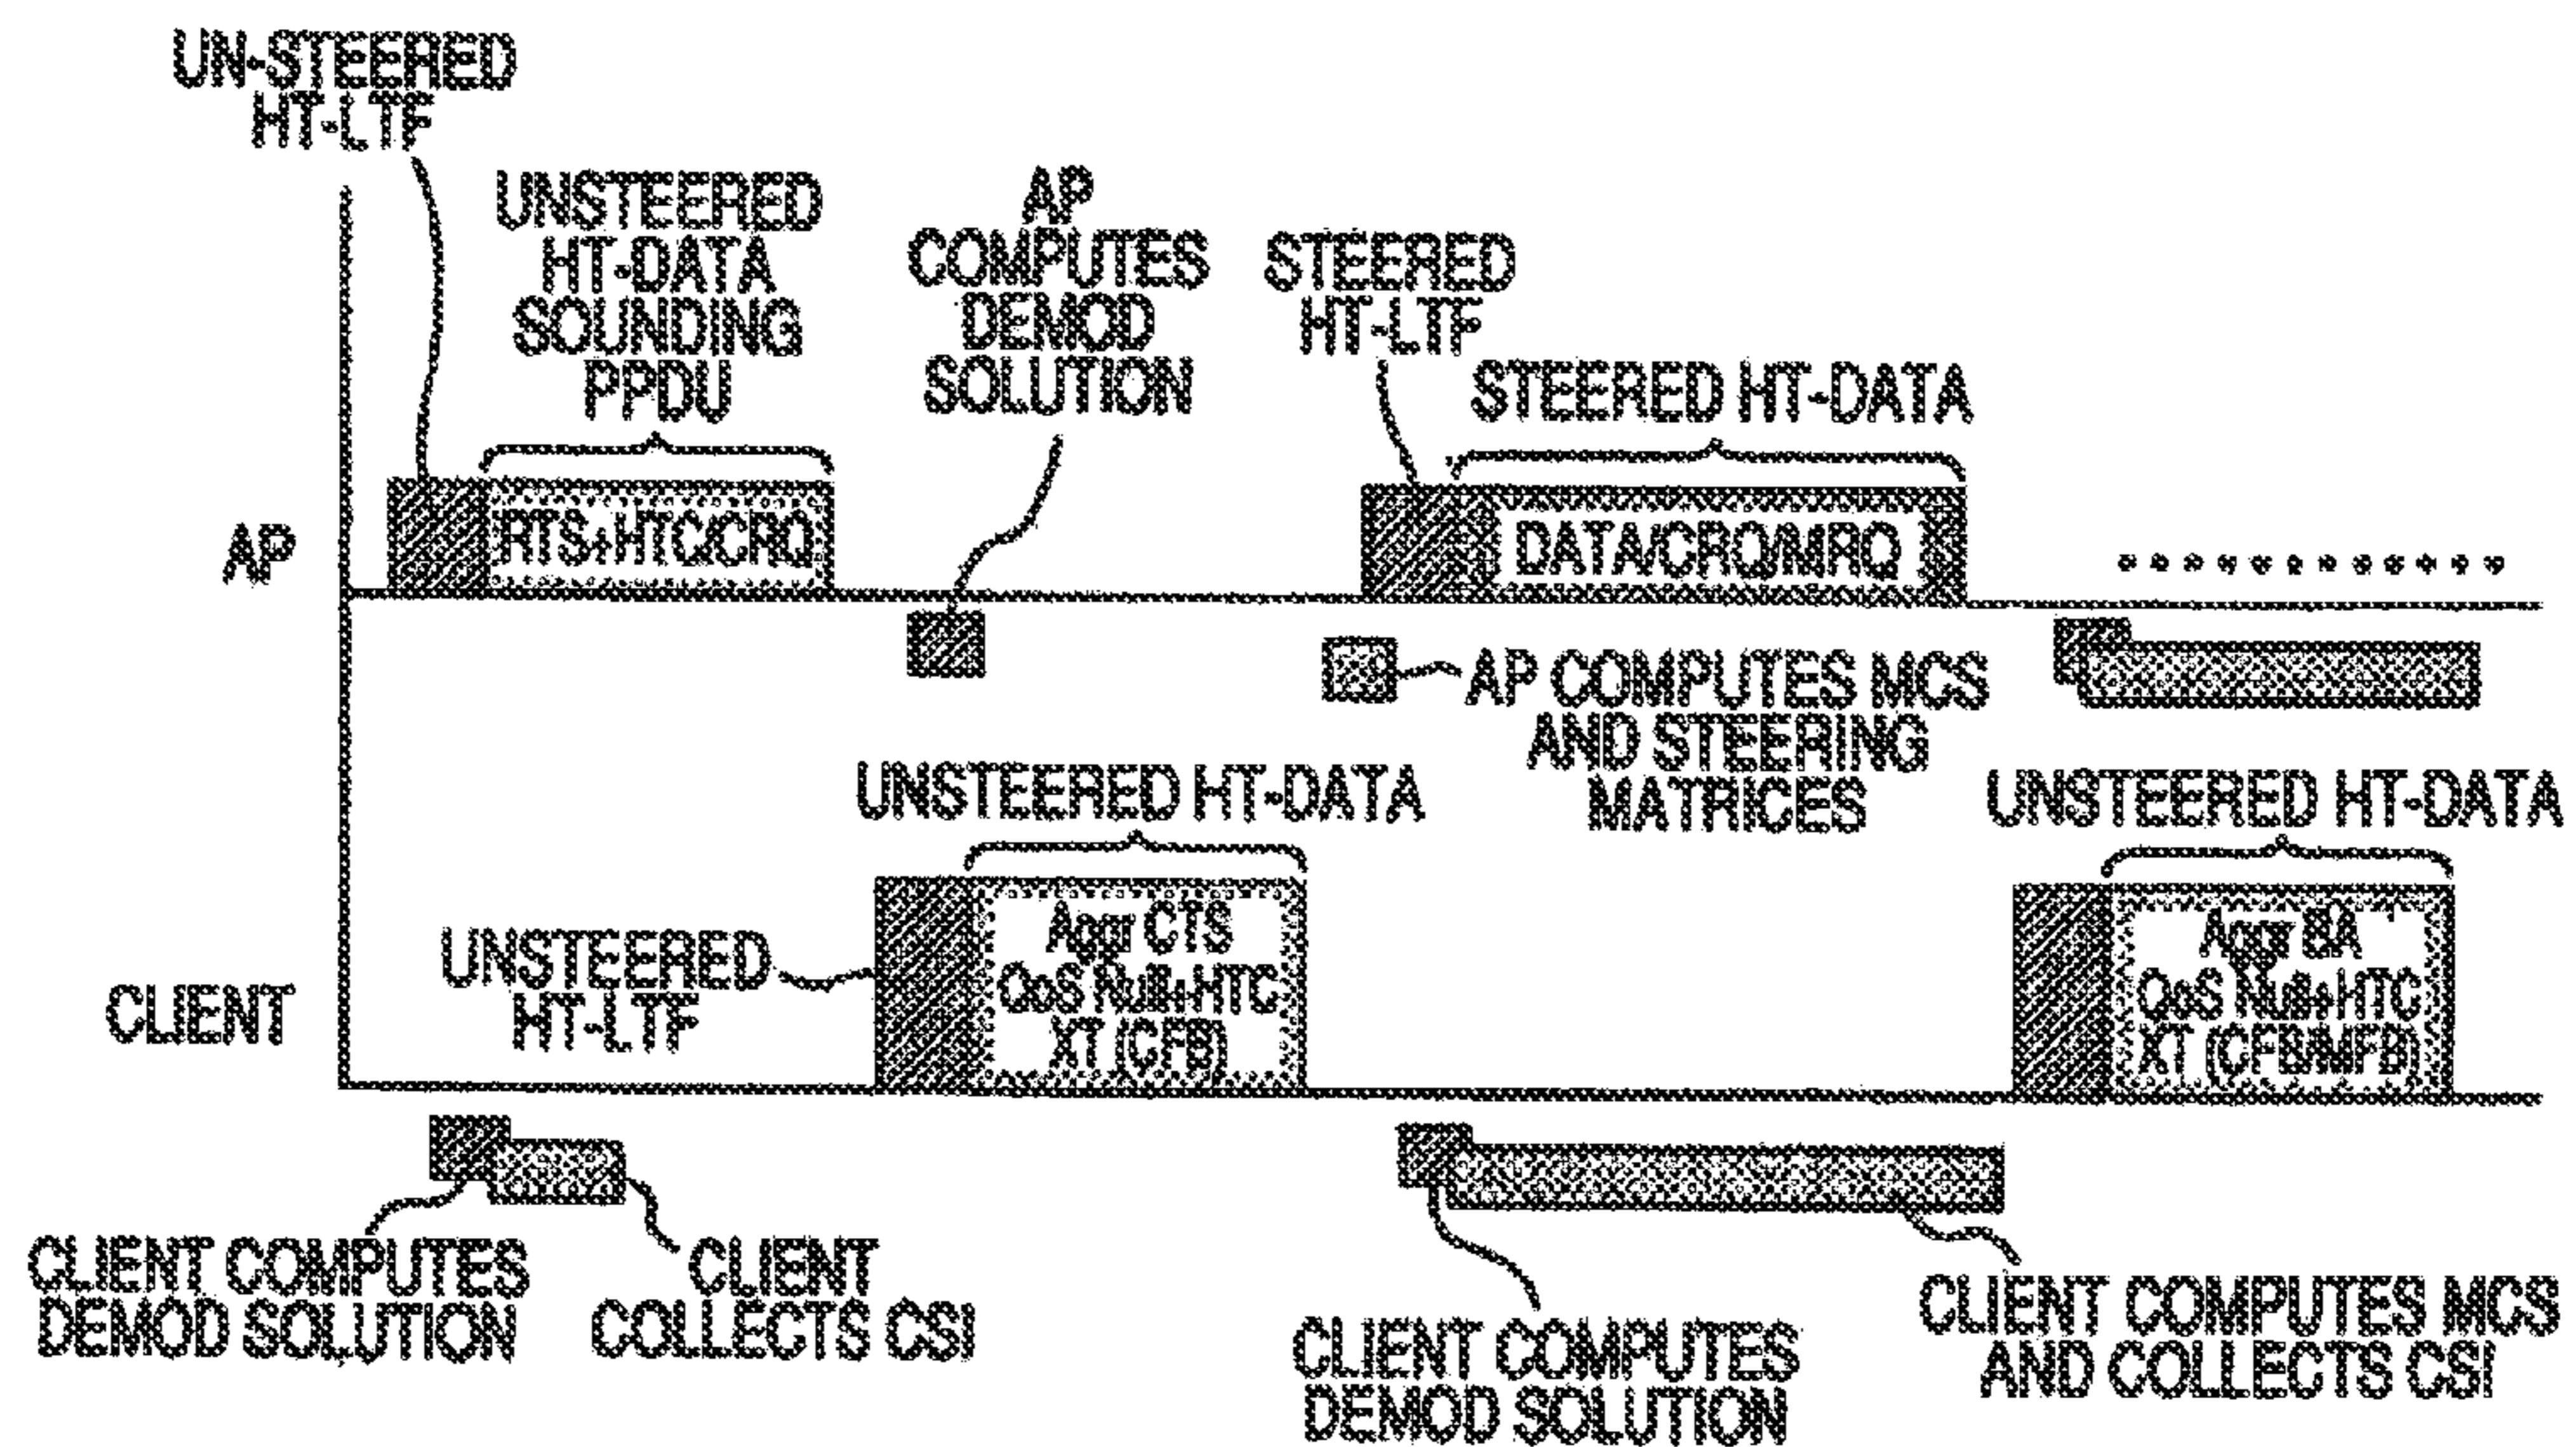 UN-STEERED
HT-LTF
UNSTEERED
HT-DATA
SOUNDING
PPDU
AP
COMPUTES
DEMOD
SOLUTION
STEERED
HT-LTF
STEERED HT-DATA
AP
RTS+HTC/CRQ
DATA/CRQ/MRQ
AP COMPUTES MCS
AND STEERING
MATRICES
UNSTEERED HT-DATA
UNSTEERED HT-DATA
CLIENT
UNSTEERED
HT-LTF
Aggr CTS
QoS Null+HTC
XT (CFB)
Aggr BA
QoS Null+HTC
XT (CFB/MFB)
CLIENT COMPUTES
DEMOD SOLUTION
CLIENT
COLLECTS CSI
CLIENT COMPUTES
DEMOD SOLUTION
CLIENT COMPUTES MCS
AND COLLECTS CSI